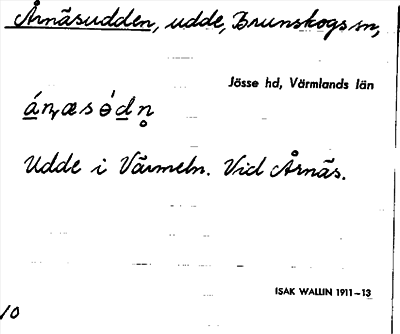 Årnäsudden, udde, Brunskogs sn,
Jösse hd, Värmlands län
Udde i Värmeln. Vid Årnäs.
ISAK WALLIN 1911–13
10